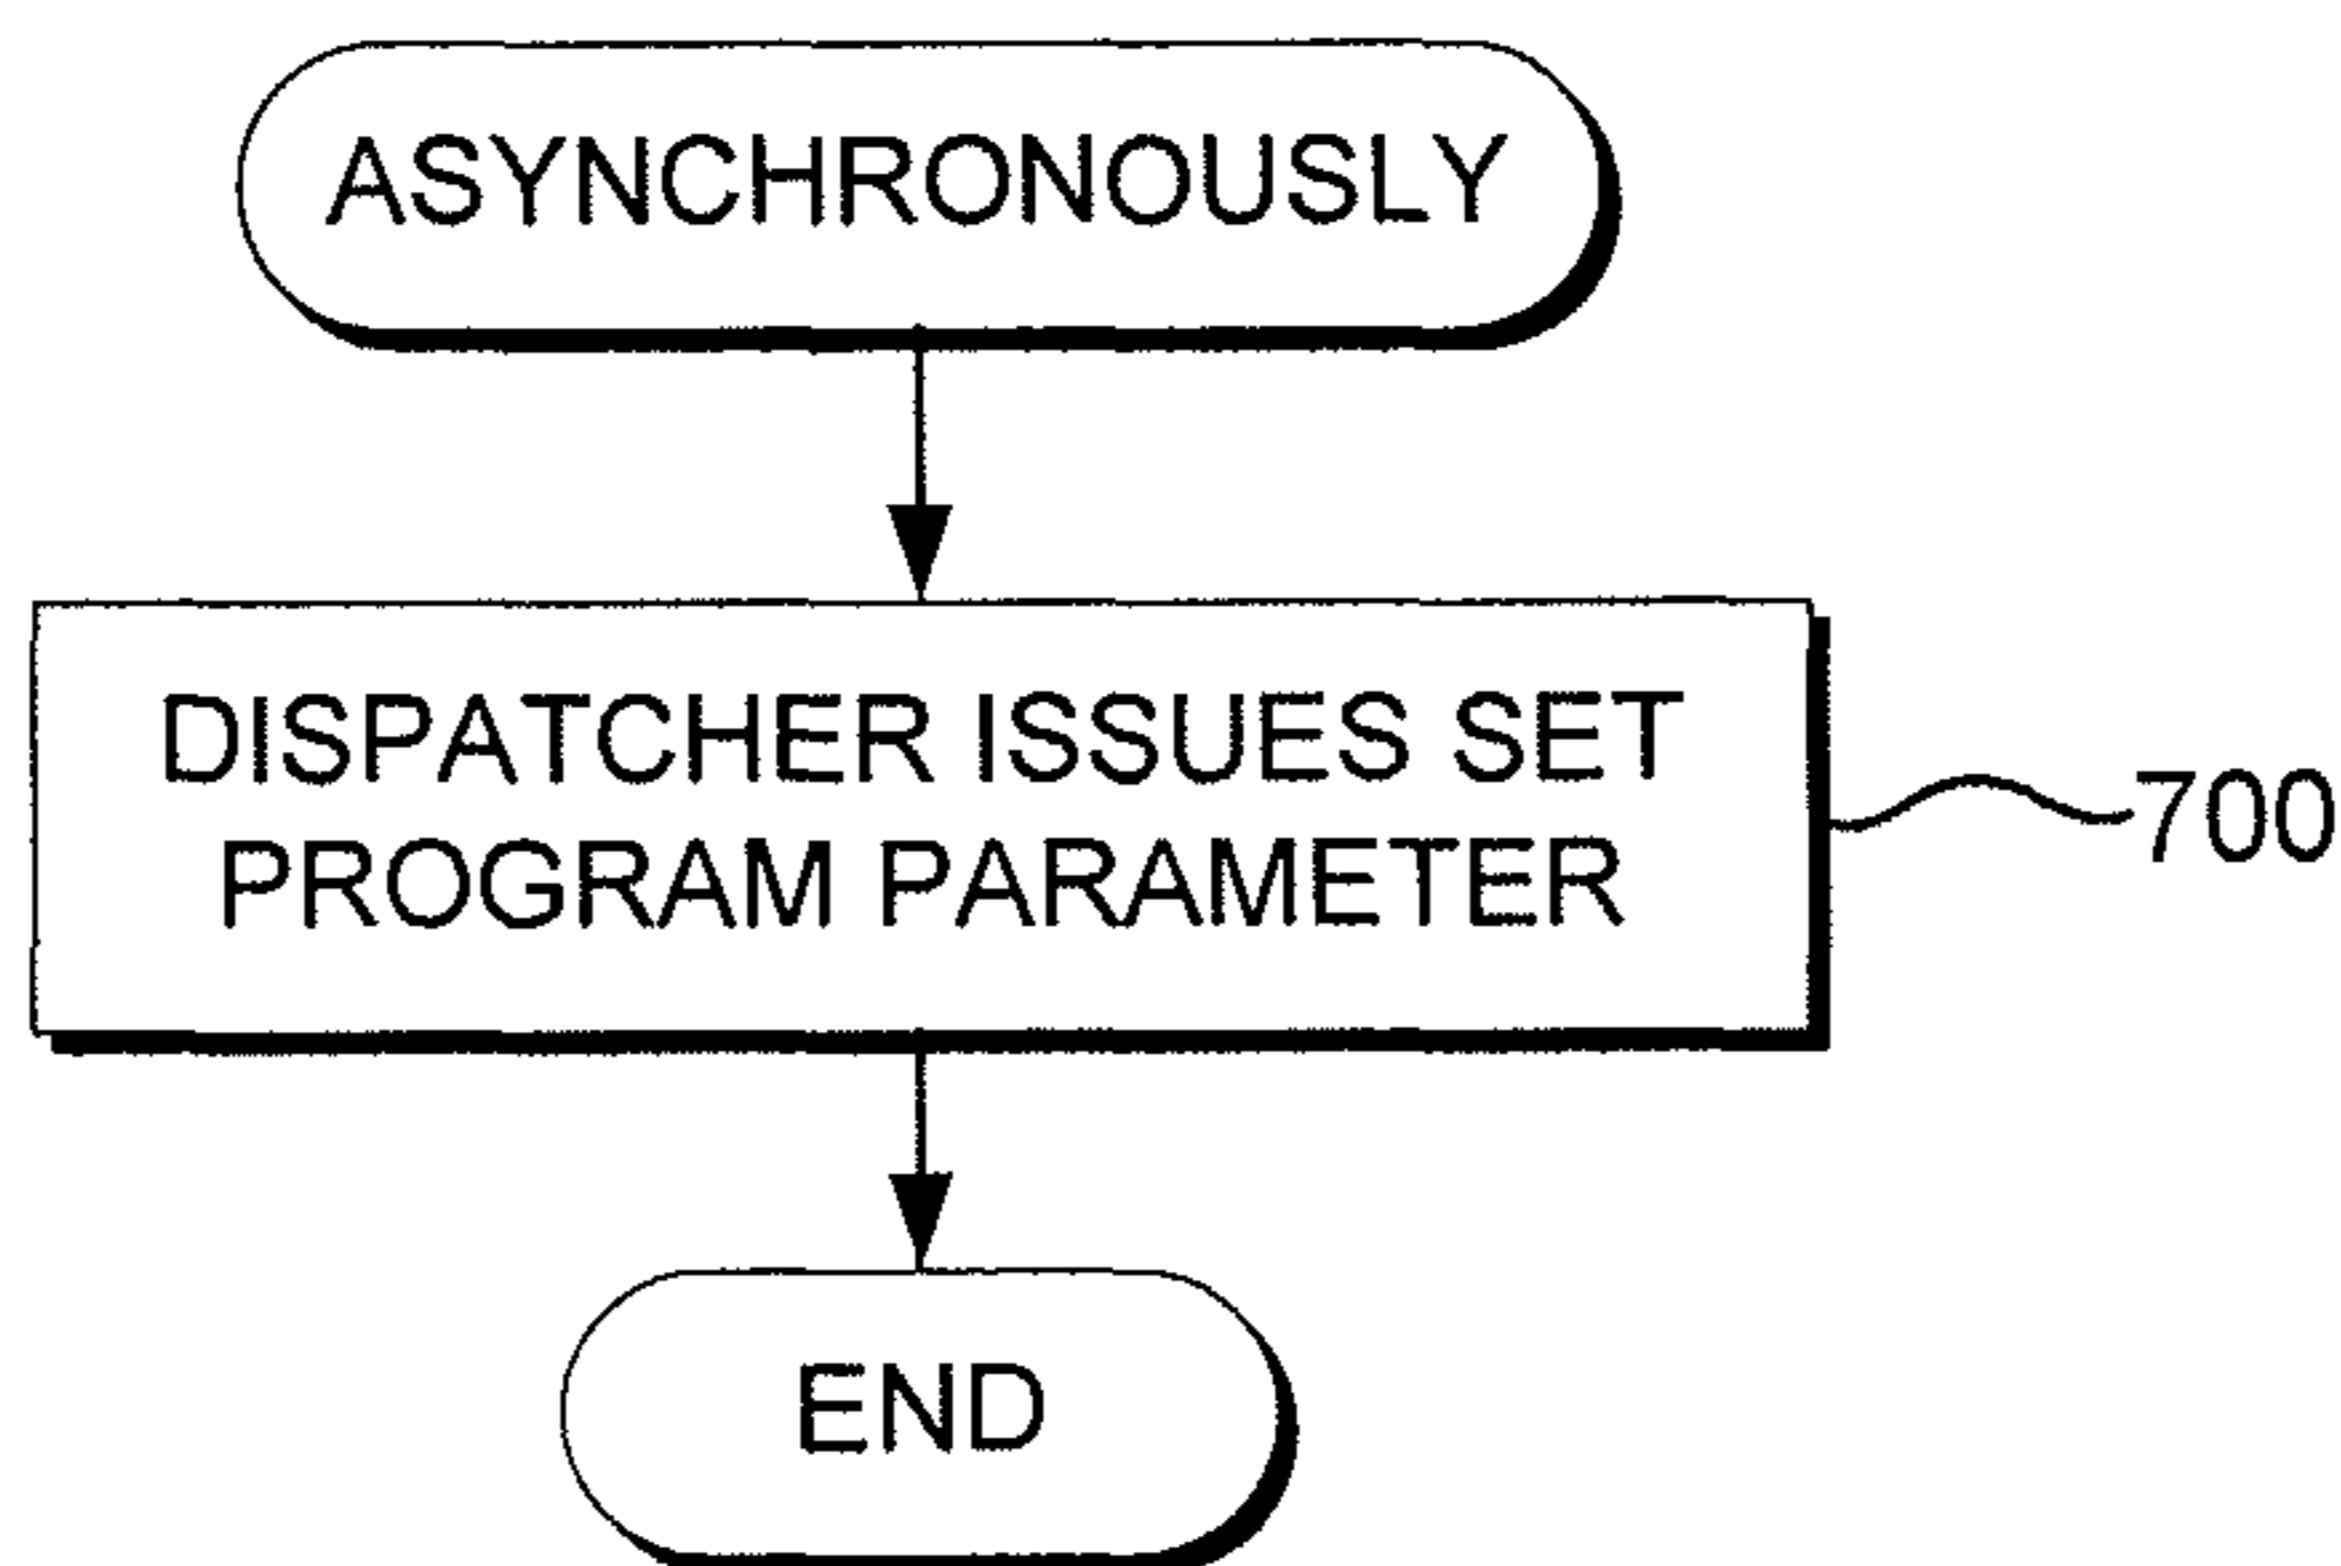 ASYNCHRONOUSLY
DISPATCHER ISSUES SET
PROGRAM PARAMETER
700
END